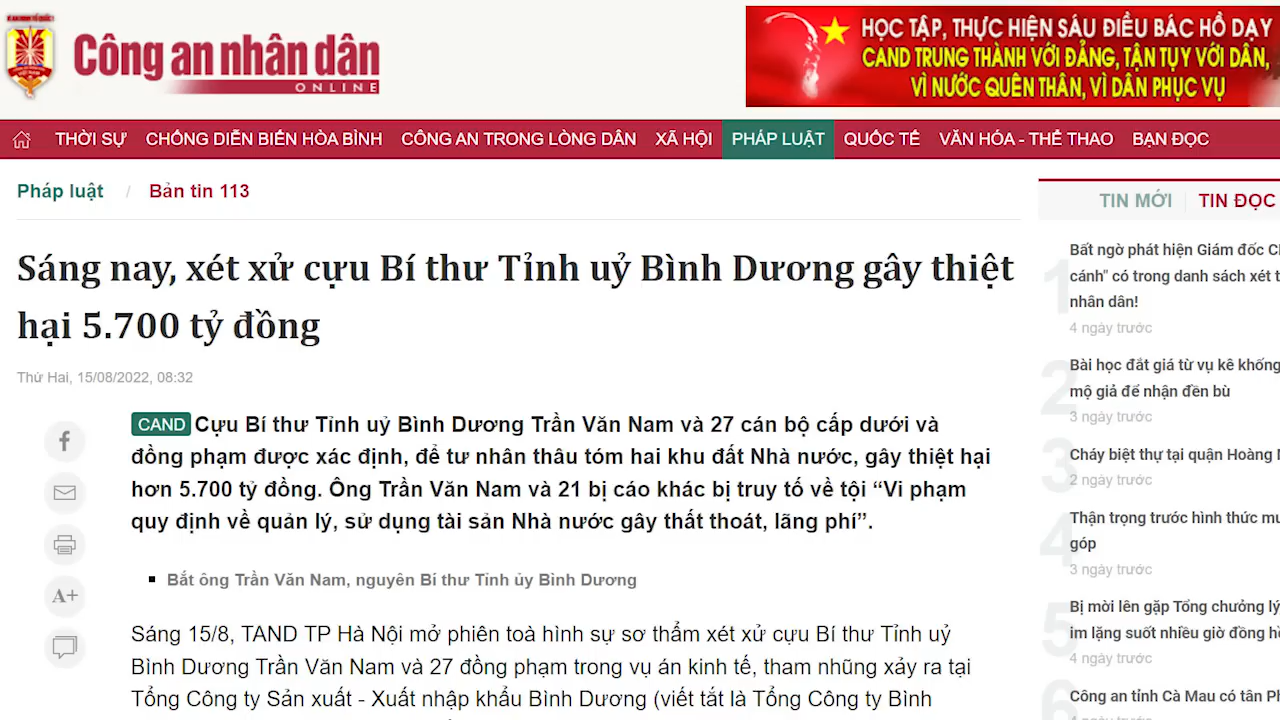 Công an nhân dân
ONLINE
HỌC TẬP, THỰC HIỆN SÁU ĐIỀU BÁC HỒ DẠY
CAND TRUNG THÀNH VỚI ĐẢNG, TẬN TỤY VỚI DÂN,
VÌ NƯỚC QUÊN THÂN, VÌ DÂN PHỤC VỤ
THỜI SỰ CHỐNG DIỄN BIẾN HÒA BÌNH CÔNG AN TRONG LÒNG DÂN XÃ HỘI PHÁP LUẬT QUỐC TẾ VĂN HÓA - THỂ THAO BẠN ĐỌC
Pháp luật / Bản tin 113
Sáng nay, xét xử cựu Bí thư Tỉnh uỷ Bình Dương gây thiệt
hại 5.700 tỷ đồng
Thứ Hai, 15/08/2022, 08:32
CAND Cựu Bí thư Tỉnh uỷ Bình Dương Trần Văn Nam và 27 cán bộ cấp dưới và
đồng phạm được xác định, để tư nhân thâu tóm hai khu đất Nhà nước, gây thiệt hại
hơn 5.700 tỷ đồng. Ông Trần Văn Nam và 21 bị cáo khác bị truy tố về tội “Vi phạm
quy định về quản lý, sử dụng tài sản Nhà nước gây thất thoát, lãng phí”.
Bắt ông Trần Văn Nam, nguyên Bí thư Tỉnh ủy Bình Dương
A+
Sáng 15/8, TAND TP Hà Nội mở phiên toà hình sự sơ thẩm xét xử cựu Bí thư Tỉnh uỷ
Bình Dương Trần Văn Nam và 27 đồng phạm trong vụ án kinh tế, tham nhũng xảy ra tại
Tổng Công ty Sản xuất - Xuất nhập khẩu Bình Dương (viết tắt là Tổng Công ty Bình
TIN MỚI TIN ĐỌC
1
Bất ngờ phát hiện Giám đốc
cánh" có trong danh sách xét
nhân dân!
4 ngày trước
2
Bài học đắt giá từ vụ kê khống
mộ giả để nhận đền bù
3 ngày trước
3
Cháy biệt thự tại quận Hoàng
2 ngày trước
4
Thận trọng trước hình thức
góp
3 ngày trước
5
Bị mời lên gặp Tổng chưởng lý
im lặng suốt nhiều giờ đồng
4 ngày trước
6
Công an tỉnh Cà Mau có tân